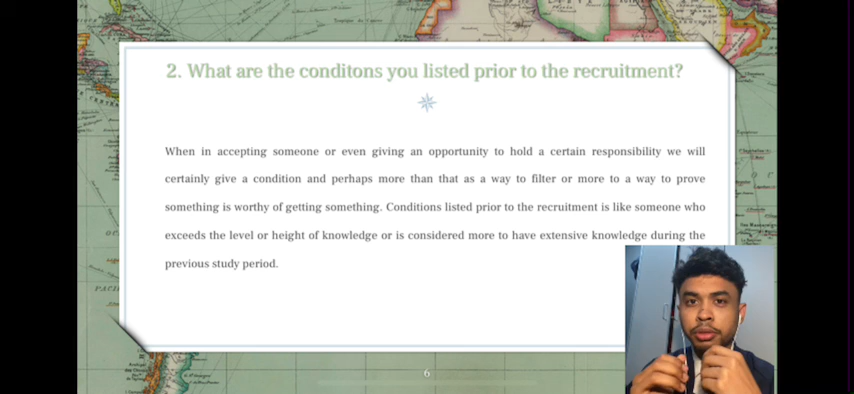 2. What are the conditons you listed prior to the recruitment?
When in accepting someone or even giving an opportunity to hold a certain responsibility we will
certainly give a condition and perhaps more than that as a way to filter or more to a way to prove
something is worthy of getting something. Conditions listed prior to the recruitment is like someone who
exceeds the level or height of knowledge or is considered more to have extensive knowledge during the
previous study period.
PACI
6